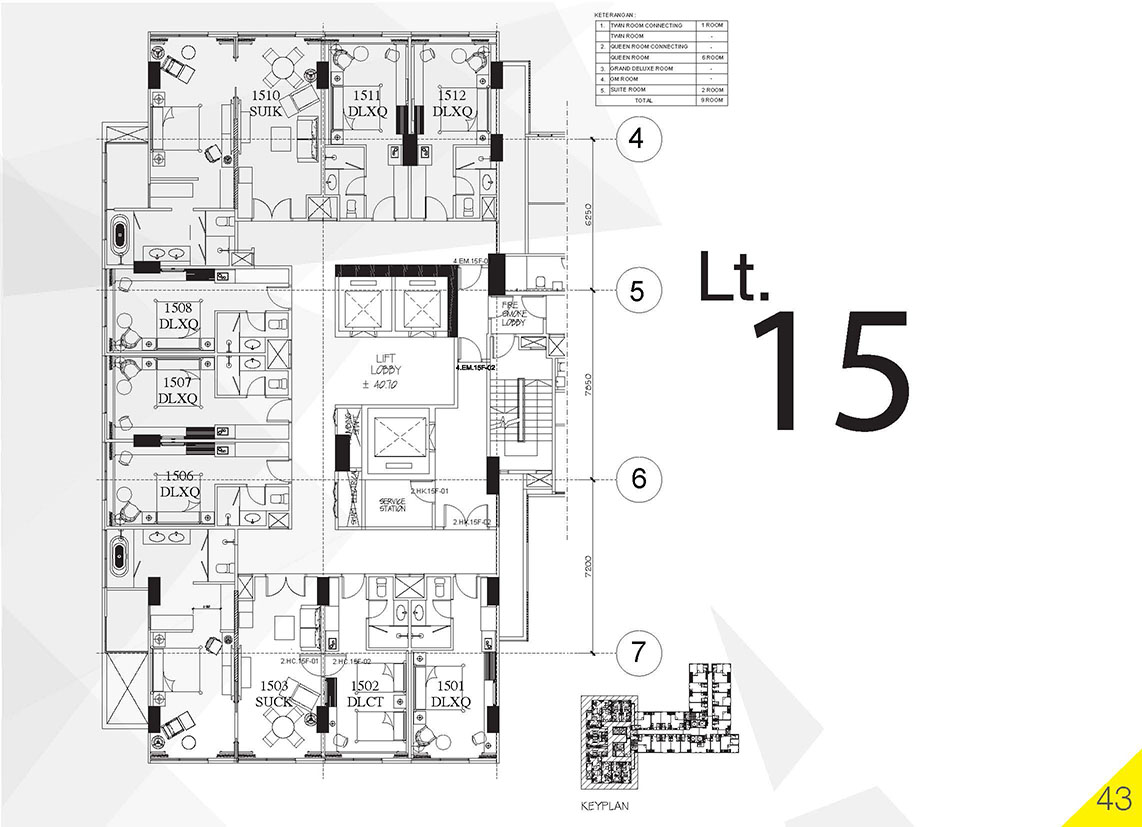 KETERANGAN :
1. TWIN ROOM CONNECTING 1 ROOM
TWIN ROOM -
2. QUEEN ROOM CONNECTING -
QUEEN ROOM 6 ROOM
3. GRAND DELUXE ROOM -
4. GM ROOM -
5. SUITE ROOM 2 ROOM
TOTAL 9 ROOM
1510
SUIK
1511
DLXQ
1512
DLXQ
4
6250
4.EM.15F-0
5
Lt.
15
FIRE
SMOKE
LOBBY
1508
DLXQ
LIFT
LOBBY
± 40.70
4.EM.15F-02
7850
1507
DLXQ
6
1506
DLXQ
SERVICE
STATION
2.HK.15F-01
2.HK.15F-02
7200
7
2.HC.15F-01
2.HC.15F-02
1503
SUCK
1502
DLCT
1501
DLXQ
KEYPLAN
43